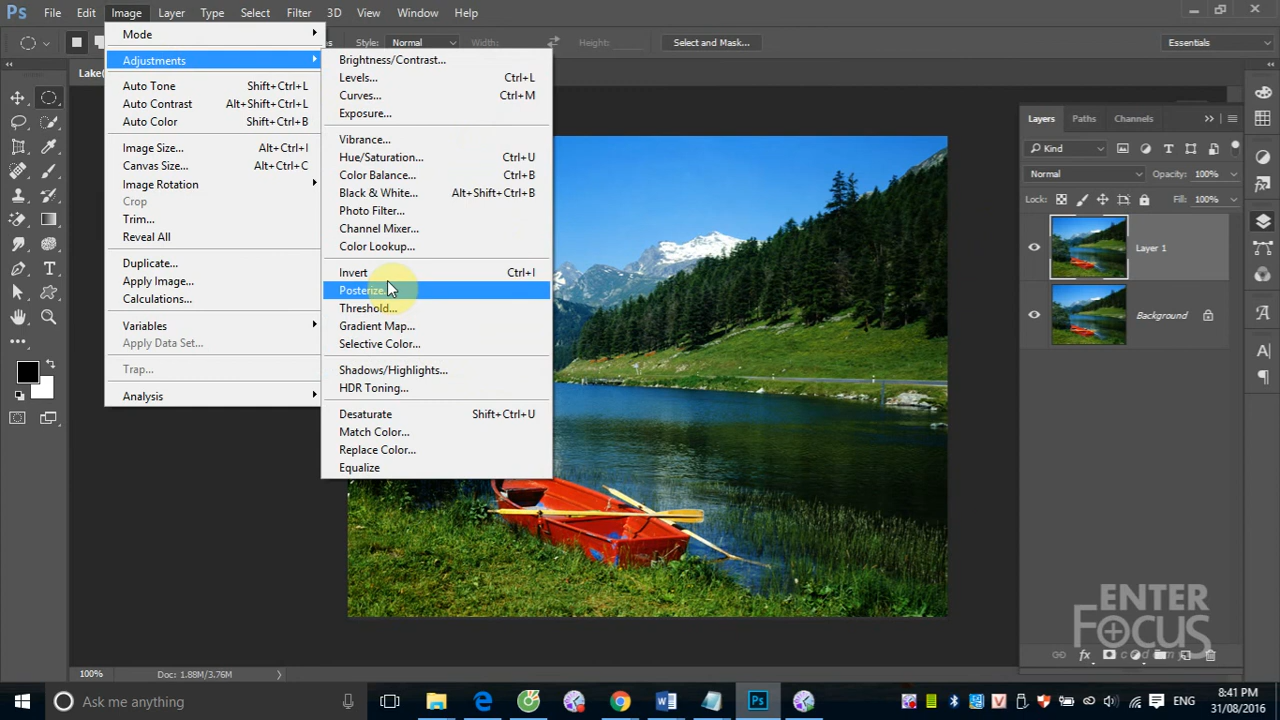 Ps File Edit Image Layer Type Select Filter 3D View Window Help
Style: Normal Width: Height: Select and Mask... Essentials
Lake(
Mode
Adjustments
Auto Tone Shift+Ctrl+L
Auto Contrast Alt+Shift+Ctrl+L
Auto Color Shift+Ctrl+B
Image Size... Alt+Ctrl+I
Canvas Size... Alt+Ctrl+C
Image Rotation
Crop
Trim...
Reveal All
Duplicate...
Apply Image...
Calculations...
Variables
Apply Data Set...
Trap...
Analysis
Brightness/Contrast...
Levels... Ctrl+L
Curves... Ctrl+M
Exposure...
Vibrance...
Hue/Saturation... Ctrl+U
Color Balance... Ctrl+B
Black & White... Alt+Shift+Ctrl+B
Photo Filter...
Channel Mixer...
Color Lookup...
Invert Ctrl+I
Posterize...
Threshold...
Gradient Map...
Selective Color...
Shadows/Highlights...
HDR Toning...
Desaturate Shift+Ctrl+U
Match Color...
Replace Color...
Equalize
Layers Paths Channels
Kind
Normal Opacity: 100%
Lock: Fill: 100%
Layer 1
Background
ENTER
FOCUS
100% Doc: 1.88M/3.76M
Ask me anything
ENG
8:41 PM
31/08/2016